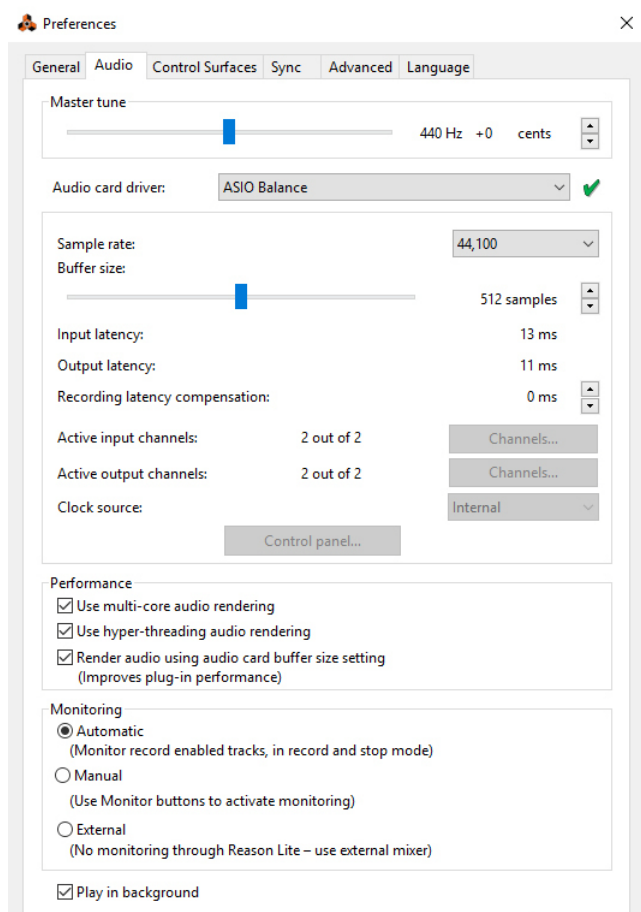 Preferences
General Audio Control Surfaces Sync Advanced Language
Master tune
440 Hz +0 cents
Audio card driver: ASIO Balance
Sample rate: 44,100
Buffer size:
512 samples
Input latency: 13 ms
Output latency: 11 ms
Recording latency compensation: 0 ms
Active input channels: 2 out of 2 Channels...
Active output channels: 2 out of 2 Channels...
Clock source: Internal
Control panel...
Performance
Use multi-core audio rendering
Use hyper-threading audio rendering
Render audio using audio card buffer size setting
(Improves plug-in performance)
Monitoring
Automatic
(Monitor record enabled tracks, in record and stop mode)
Manual
(Use Monitor buttons to activate monitoring)
External
(No monitoring through Reason Lite – use external mixer)
Play in background